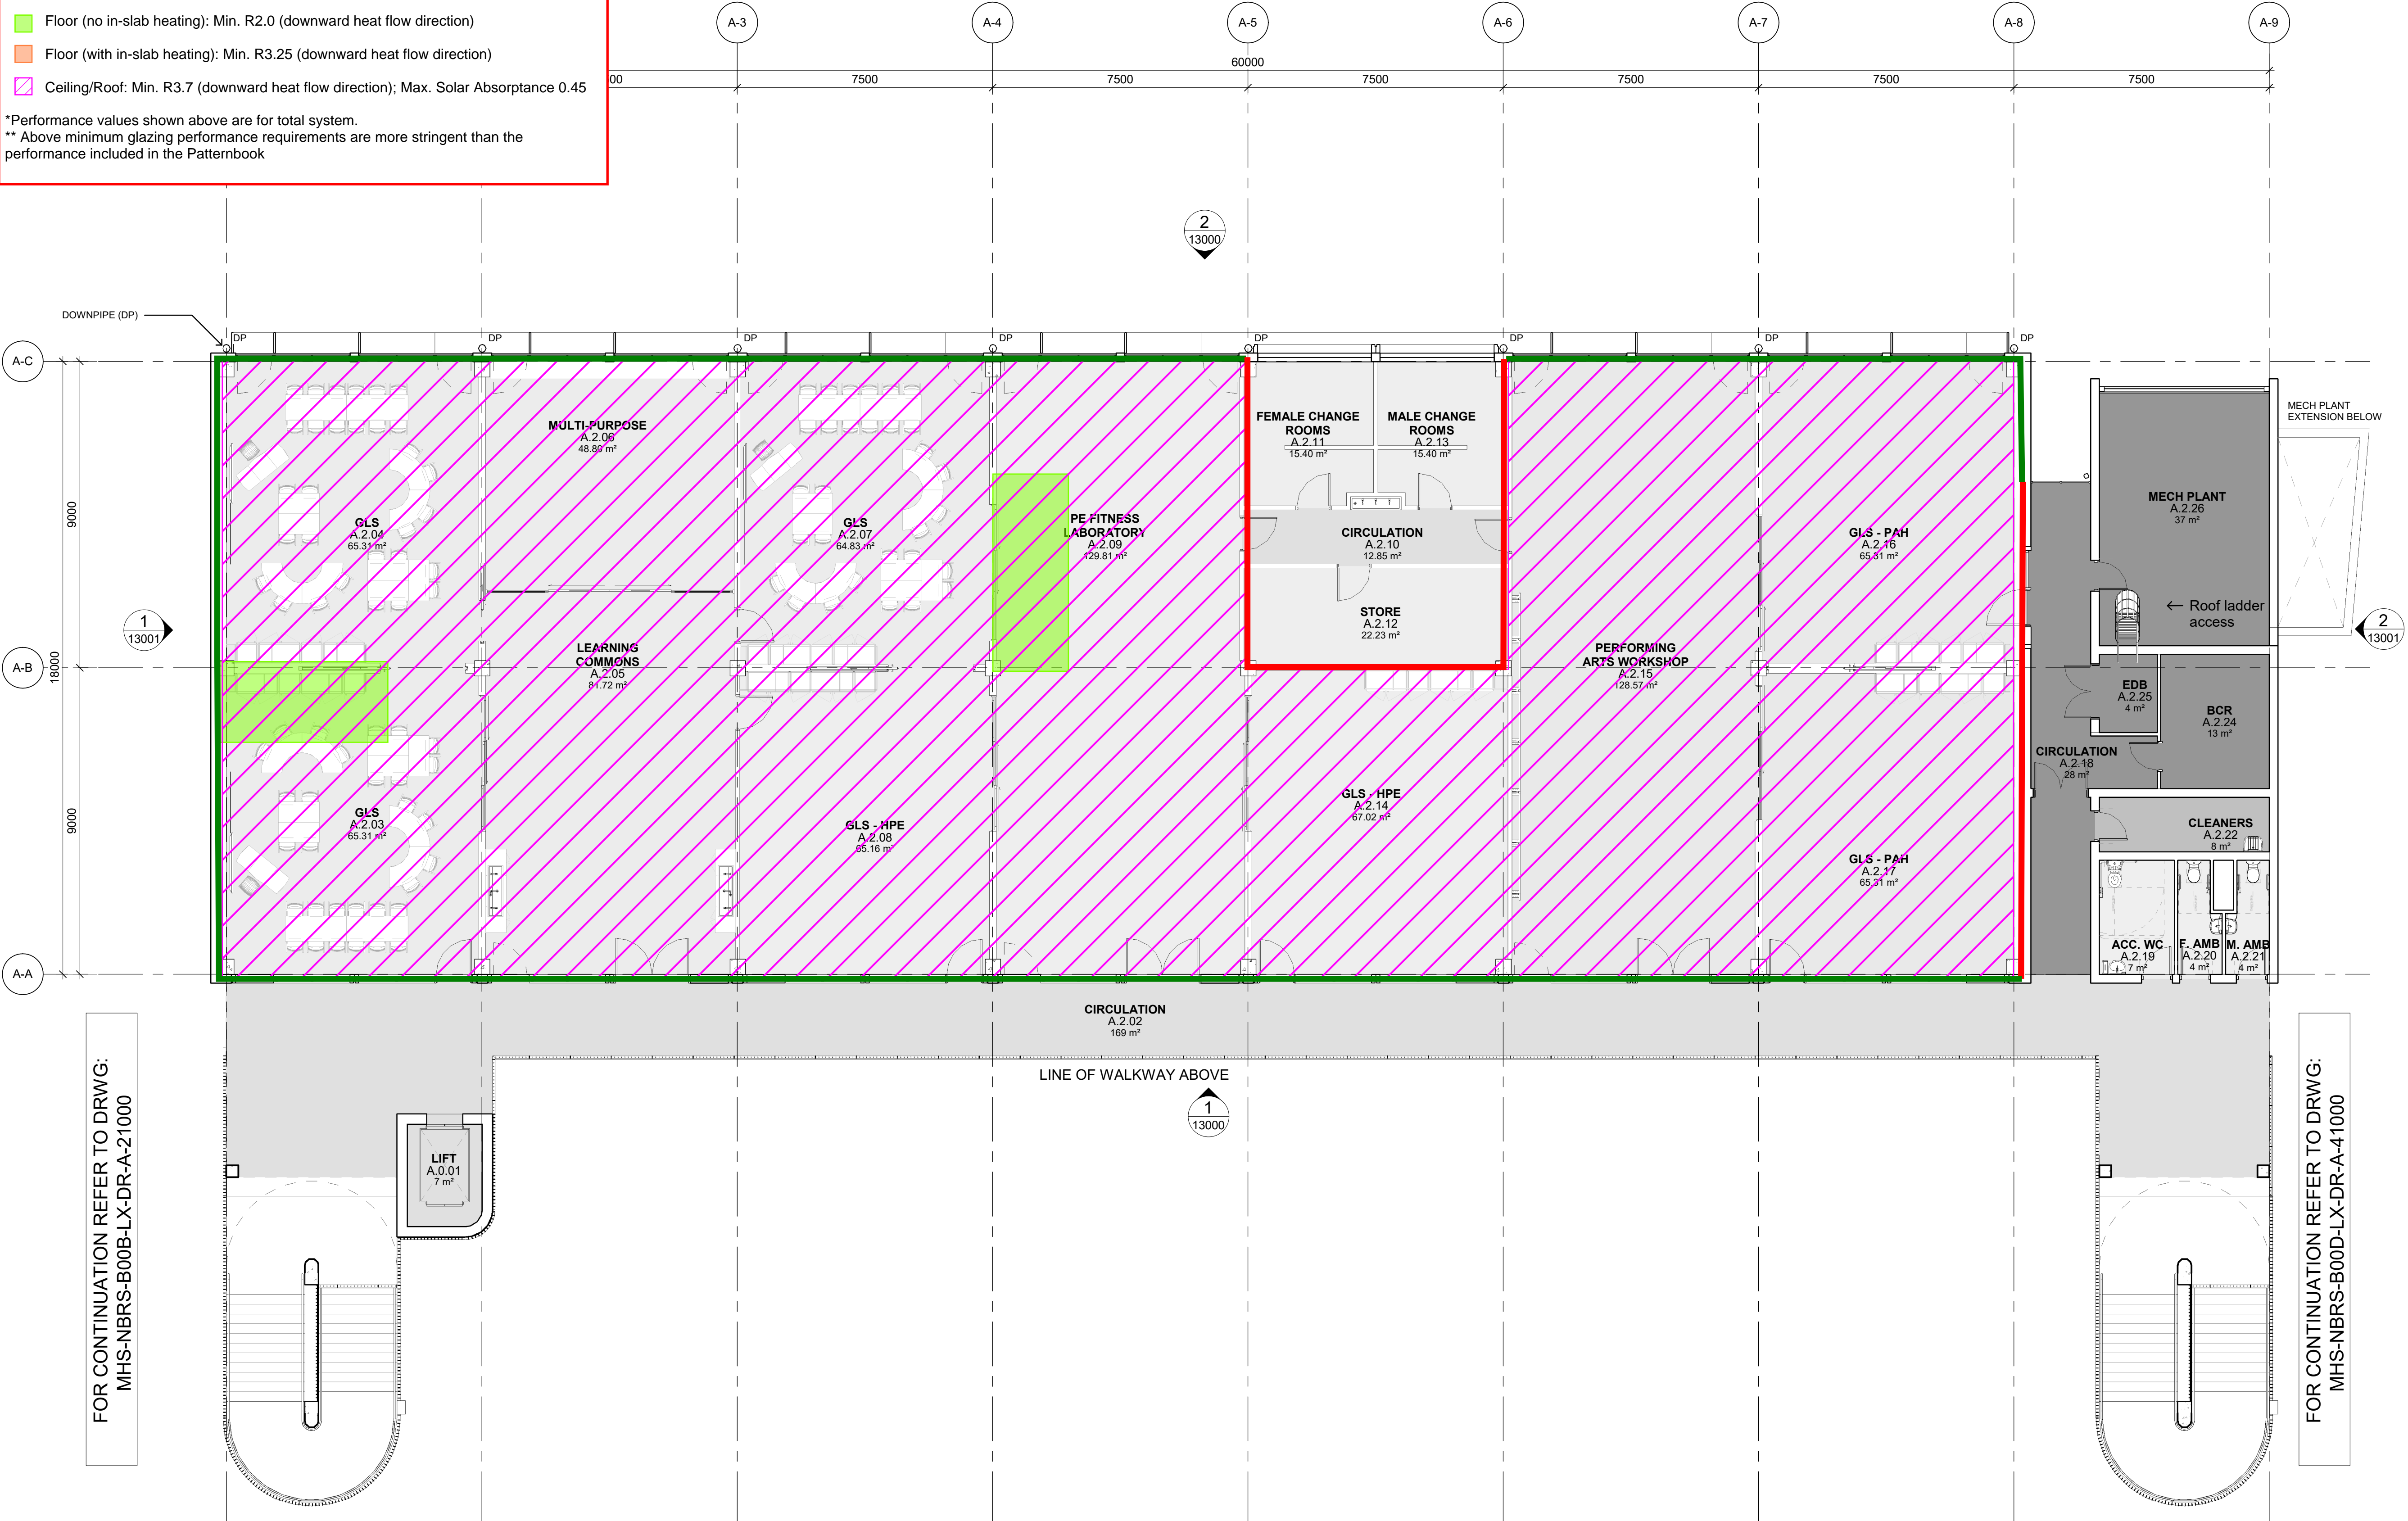 Floor (no in-slab heating): Min. R2.0 (downward heat flow direction)
Floor (with in-slab heating): Min. R3.25 (downward heat flow direction)
Ceiling/Roof: Min. R3.7 (downward heat flow direction); Max. Solar Absorptance 0.45
*Performance values shown above are for total system.
** Above minimum glazing performance requirements are more stringent than the
performance included in the Patternbook
A-3
A-4
A-5
A-6
A-7
A-8
A-9
60000
7500
7500
7500
7500
7500
7500
2
13000
DOWNPIPE (DP)
DP
DP
DP
DP
DP
DP
DP
DP
A-C
A-B
A-A
9000
18000
9000
1
13001
2
13001
MULTI-PURPOSE
A.2.06
48.80 m²
GLS
A.2.04
65.31 m²
GLS
A.2.07
64.83 m²
PE FITNESS
LABORATORY
A.2.09
129.81 m²
FEMALE CHANGE
ROOMS
A.2.11
15.40 m²
MALE CHANGE
ROOMS
A.2.13
15.40 m²
CIRCULATION
A.2.10
12.85 m²
STORE
A.2.12
22.23 m²
GLS - PAH
A.2.16
65.31 m²
MECH PLANT
A.2.26
37 m²
MECH PLANT
EXTENSION BELOW
← Roof ladder
access
LEARNING
COMMONS
A.2.05
81.72 m²
PERFORMING
ARTS WORKSHOP
A.2.15
128.57 m²
EDB
A.2.25
4 m²
BCR
A.2.24
13 m²
CIRCULATION
A.2.18
28 m²
GLS
A.2.03
65.31 m²
GLS - HPE
A.2.08
65.16 m²
GLS - HPE
A.2.14
67.02 m²
GLS - PAH
A.2.17
65.31 m²
CLEANERS
A.2.22
8 m²
ACC. WC
A.2.19
7 m²
F. AMB
A.2.20
4 m²
M. AMB
A.2.21
4 m²
CIRCULATION
A.2.02
169 m²
LINE OF WALKWAY ABOVE
1
13000
LIFT
A.0.01
7 m²
FOR CONTINUATION REFER TO DRWG:
MHS-NBRS-B00B-LX-DR-A-21000
FOR CONTINUATION REFER TO DRWG:
MHS-NBRS-B00D-LX-DR-A-41000